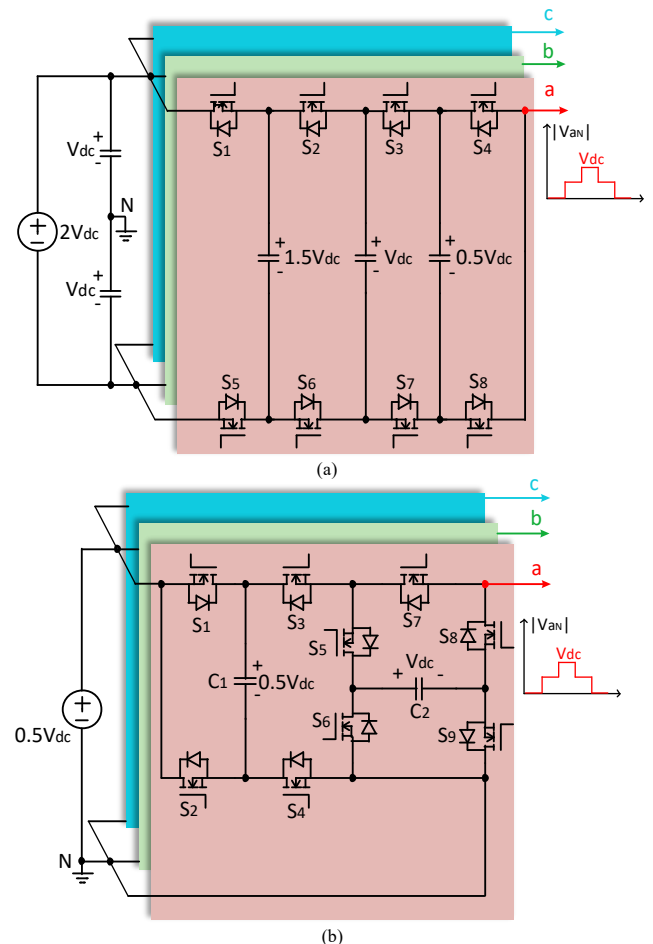 c
b
a
|VaN|
Vdc
S1
S2
S3
S4
+
Vdc
-
N
2Vdc
+
-
+
Vdc
-
+
1.5Vdc
-
+
Vdc
-
+
0.5Vdc
-
S5
S6
S7
S8
(a)
c
b
a
|VaN|
Vdc
S1
S3
S7
S5
S8
+
Vdc
-
C1
+
0.5Vdc
-
C2
S6
S9
+
-
0.5Vdc
S2
S4
N
(b)